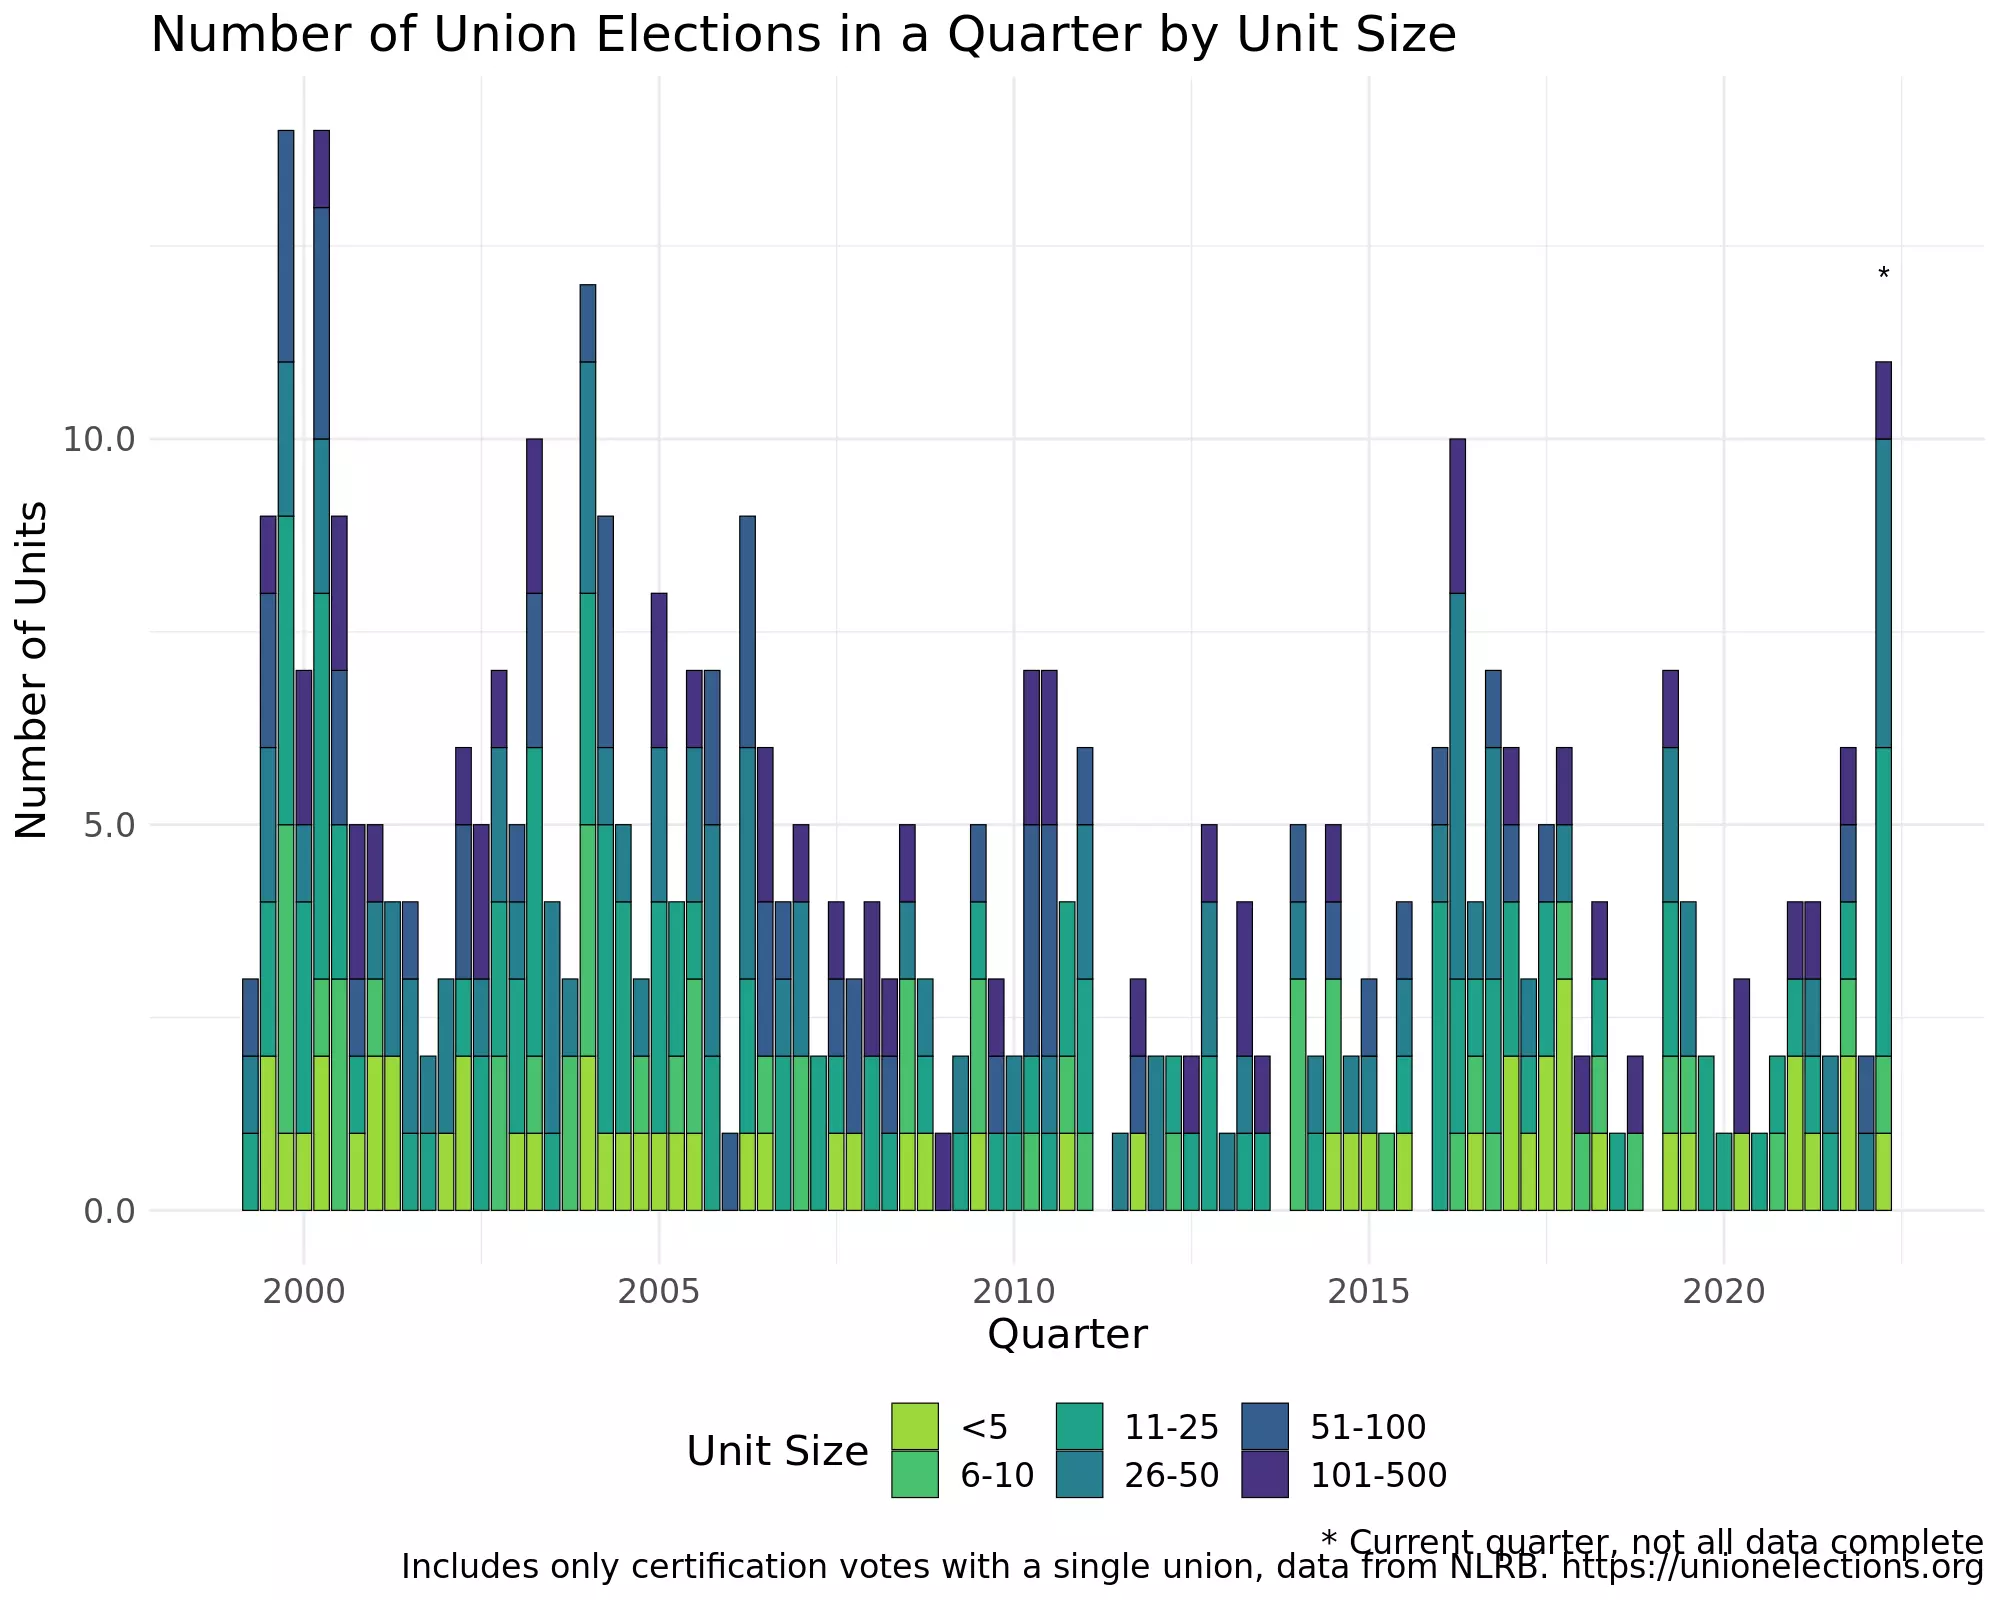 Number of Union Elections in a Quarter by Unit Size
*
Number of Units
10.0
5.0
0.0
2000 2005 2010 2015 2020
Quarter
Unit Size
<5 11-25 51-100
6-10 26-50 101-500
* Current quarter, not all data complete
Includes only certification votes with a single union, data from NLRB. https://unionelections.org